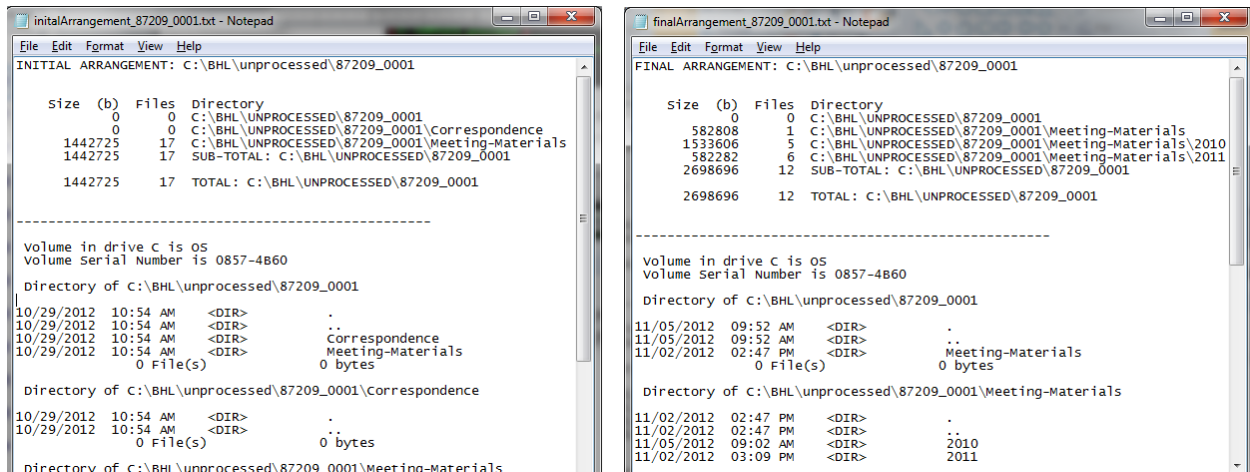 initalArrangement_87209_0001.txt - Notepad
File Edit Format View Help
INITIAL ARRANGEMENT: C:\BHL\unprocessed\87209_0001
Size (b) Files Directory
0 0 C:\BHL\UNPROCESSED\87209_0001
0 0 C:\BHL\UNPROCESSED\87209_0001\Correspondence
1442725 17 C:\BHL\UNPROCESSED\87209_0001\Meeting-Materials
1442725 17 SUB-TOTAL: C:\BHL\UNPROCESSED\87209_0001
1442725 17 TOTAL: C:\BHL\UNPROCESSED\87209_0001
----------------------------------------------------
Volume in drive C is OS
Volume Serial Number is 0857-4B60
Directory of C:\BHL\unprocessed\87209_0001
10/29/2012 10:54 AM <DIR> .
10/29/2012 10:54 AM <DIR> ..
10/29/2012 10:54 AM <DIR> Correspondence
10/29/2012 10:54 AM <DIR> Meeting-Materials
0 File(s) 0 bytes
Directory of C:\BHL\unprocessed\87209_0001\Correspondence
10/29/2012 10:54 AM <DIR> .
10/29/2012 10:54 AM <DIR> ..
0 File(s) 0 bytes
Directory of C:\BHL\unprocessed\87209_0001\Meeting-Materials
finalArrangement_87209_0001.txt - Notepad
File Edit Format View Help
FINAL ARRANGEMENT: C:\BHL\unprocessed\87209_0001
Size (b) Files Directory
0 0 C:\BHL\UNPROCESSED\87209_0001
582808 1 C:\BHL\UNPROCESSED\87209_0001\Meeting-Materials
1533606 5 C:\BHL\UNPROCESSED\87209_0001\Meeting-Materials\2010
582282 6 C:\BHL\UNPROCESSED\87209_0001\Meeting-Materials\2011
2698696 12 SUB-TOTAL: C:\BHL\UNPROCESSED\87209_0001
2698696 12 TOTAL: C:\BHL\UNPROCESSED\87209_0001
----------------------------------------------------
Volume in drive C is OS
Volume Serial Number is 0857-4B60
Directory of C:\BHL\unprocessed\87209_0001
11/05/2012 09:52 AM <DIR> .
11/05/2012 09:52 AM <DIR> ..
11/02/2012 02:47 PM <DIR> Meeting-Materials
0 File(s) 0 bytes
Directory of C:\BHL\unprocessed\87209_0001\Meeting-Materials
11/02/2012 02:47 PM <DIR> .
11/02/2012 02:47 PM <DIR> ..
11/05/2012 09:02 AM <DIR> 2010
11/02/2012 03:09 PM <DIR> 2011